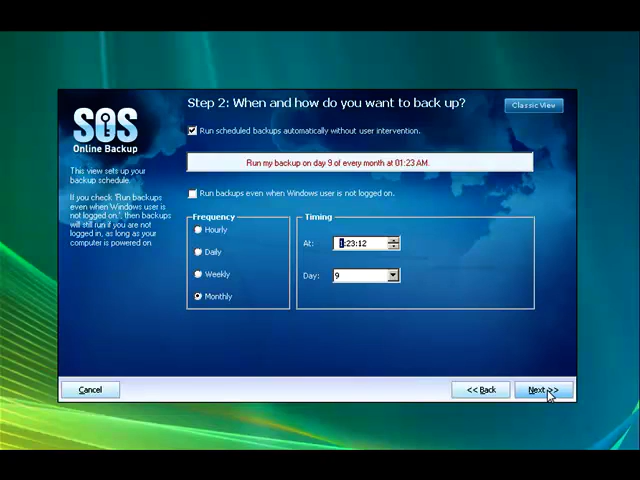 Step 2: When and how do you want to back up?
Classic View
SOS
Online Backup
Run scheduled backups automatically without user intervention.
Run my backup on day 9 of every month at 01:23 AM.
This view sets up your
backup schedule.
If you check 'Run backups
even when Windows user is
not logged on.', then backups
will still run if you are not
logged in, as long as your
computer is powered on.
Run backups even when Windows user is not logged on.
Frequency
Hourly
Daily
Weekly
Monthly
Timing
At: 1:23:12
Day: 9
Cancel
<< Back
Next >>